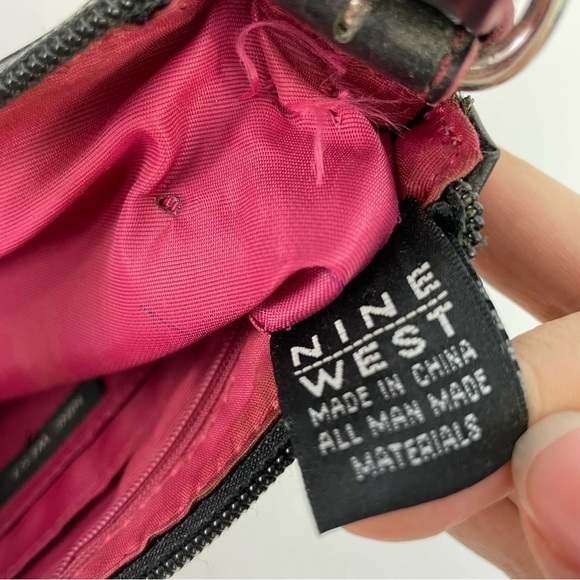 NINE
WEST
MADE IN CHINA
ALL MAN MADE
MATERIALS